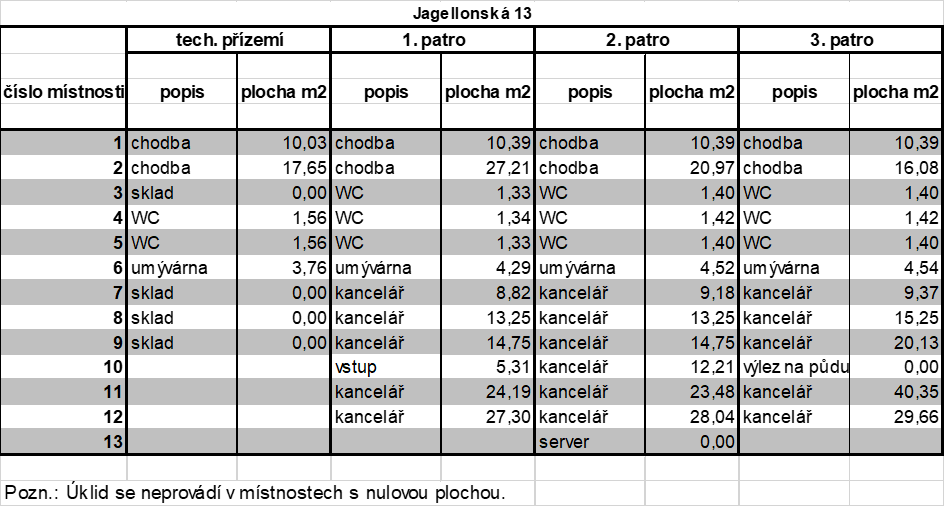 Jagellonská 13
tech. přízemí 1. patro 2. patro 3. patro
číslo místnosti popis plocha m2 popis plocha m2 popis plocha m2 popis plocha m2
1 chodba 10,03 chodba 10,39 chodba 10,39 chodba 10,39
2 chodba 17,65 chodba 27,21 chodba 20,97 chodba 16,08
3 sklad 0,00 WC 1,33 WC 1,40 WC 1,40
4 WC 1,56 WC 1,34 WC 1,42 WC 1,42
5 WC 1,56 WC 1,33 WC 1,40 WC 1,40
6 umývárna 3,76 umývárna 4,29 umývárna 4,52 umývárna 4,54
7 sklad 0,00 kancelář 8,82 kancelář 9,18 kancelář 9,37
8 sklad 0,00 kancelář 13,25 kancelář 13,25 kancelář 15,25
9 sklad 0,00 kancelář 14,75 kancelář 14,75 kancelář 20,13
10 vstup 5,31 kancelář 12,21 výlez na půdu 0,00
11 kancelář 24,19 kancelář 23,48 kancelář 40,35
12 kancelář 27,30 kancelář 28,04 kancelář 29,66
13 server 0,00
Pozn.: Úklid se neprovádí v místnostech s nulovou plochou.